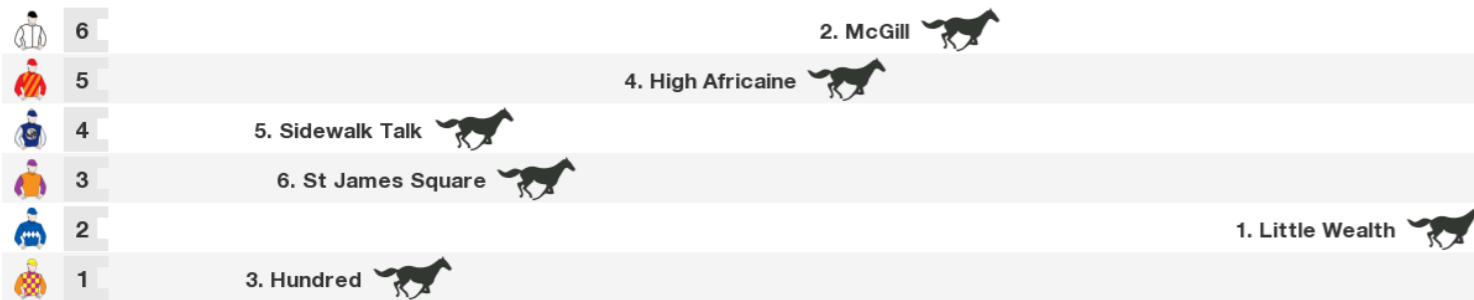 6 2. McGill
5 4. High Africaine
4 5. Sidewalk Talk
3 6. St James Square
2 1. Little Wealth
1 3. Hundred